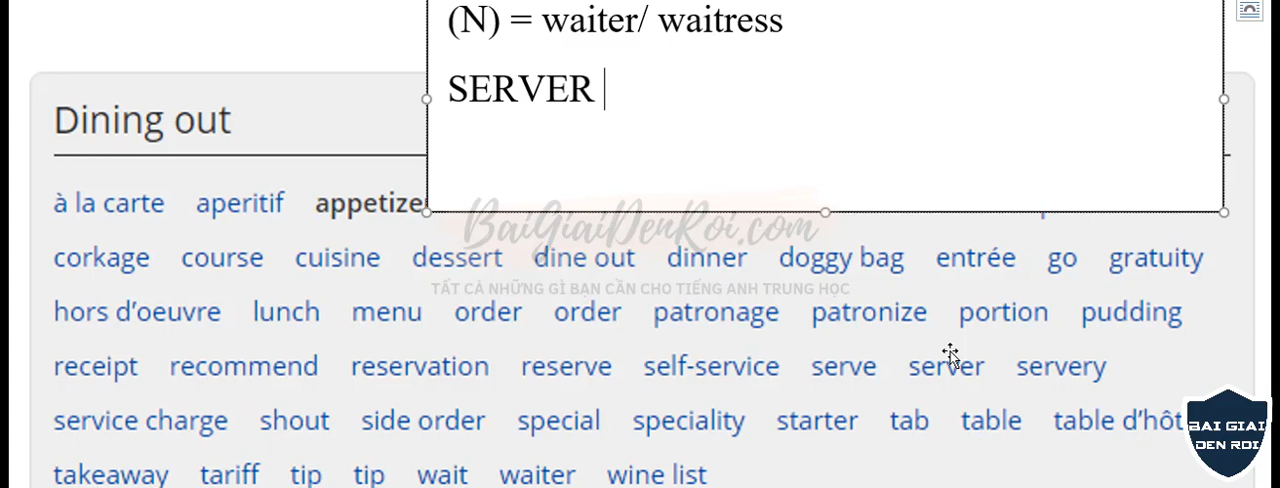 (N) = waiter/ waitress
SERVER
Dining out
à la carte aperitif appetize
BaiGiaiDenRoi.com
corkage course cuisine dessert dine out dinner doggy bag entrée go gratuity
TẤT CẢ NHỮNG GÌ BẠN CẦN CHO TIẾNG ANH TRUNG HỌC
hors d’oeuvre lunch menu order order patronage patronize portion pudding
receipt recommend reservation reserve self-service serve server servery
service charge shout side order special speciality starter tab table table d’hôt
BAI GIAI
DEN ROI
takeaway tariff tip tip wait waiter wine list